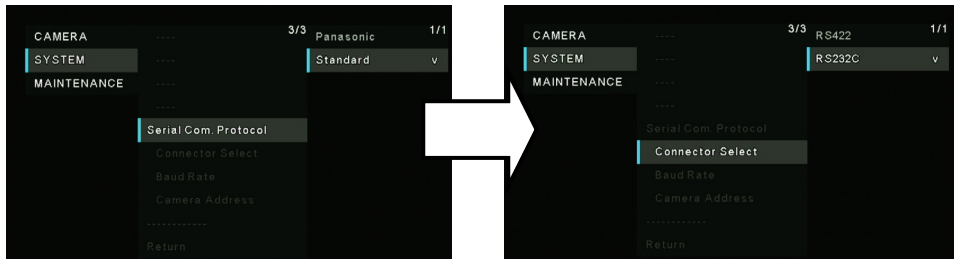 CAMERA
SYSTEM
MAINTENANCE
3/3
----
----
----
----
Serial Com. Protocol
Connector Select
Baud Rate
Camera Address
------------
Return
1/1
Panasonic
Standard v
CAMERA
SYSTEM
MAINTENANCE
3/3
----
----
----
----
Serial Com. Protocol
Connector Select
Baud Rate
Camera Address
------------
Return
1/1
RS422
RS232C v